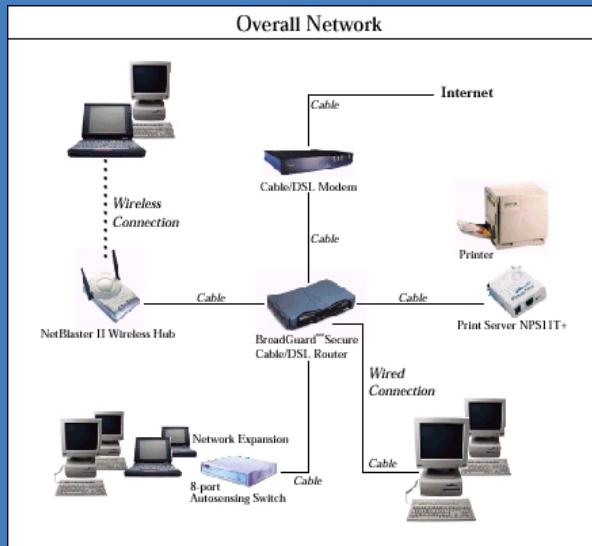 Overall Network
Internet
Cable
Cable/DSL Modem
Wireless
Connection
Cable
Printer
Cable
Cable
NetBlaster II Wireless Hub
BroadGuard™ Secure
Cable/DSL Router
Print Server NPS11T+
Wired
Connection
Network Expansion
Cable
8-port
Autosensing Switch
Cable